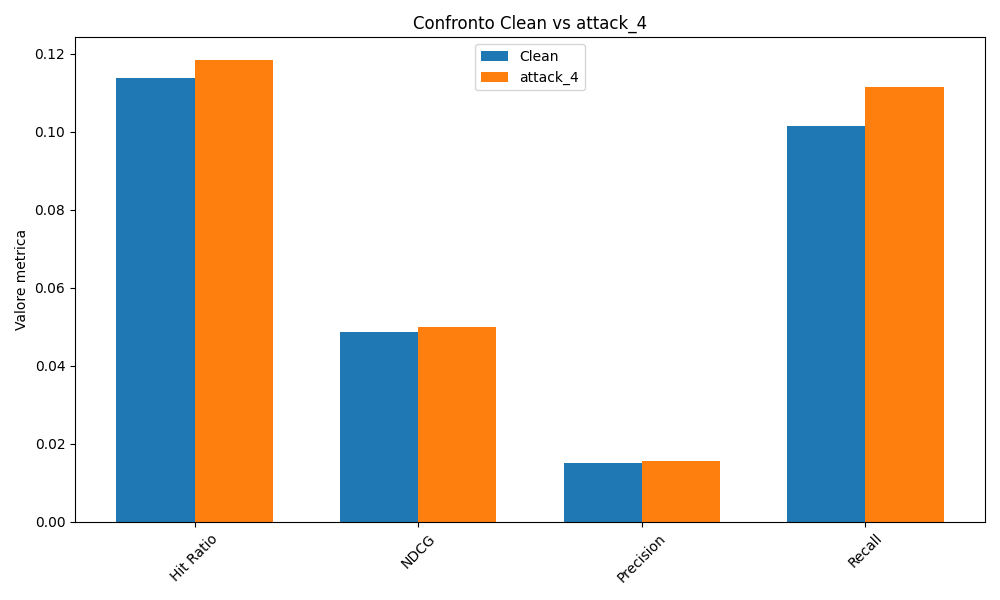 Confronto Clean vs attack_4
Clean
attack_4
Valore metrica
0.12
0.10
0.08
0.06
0.04
0.02
0.00
Hit Ratio
NDCG
Precision
Recall